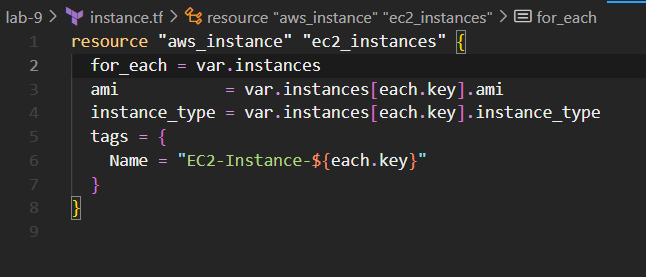 lab-9 > instance.tf > resource "aws_instance" "ec2_instances" > for_each
1 resource "aws_instance" "ec2_instances" {
2   for_each = var.instances
3   ami           = var.instances[each.key].ami
4   instance_type = var.instances[each.key].instance_type
5   tags = {
6     Name = "EC2-Instance-${each.key}"
7   }
8 }
9